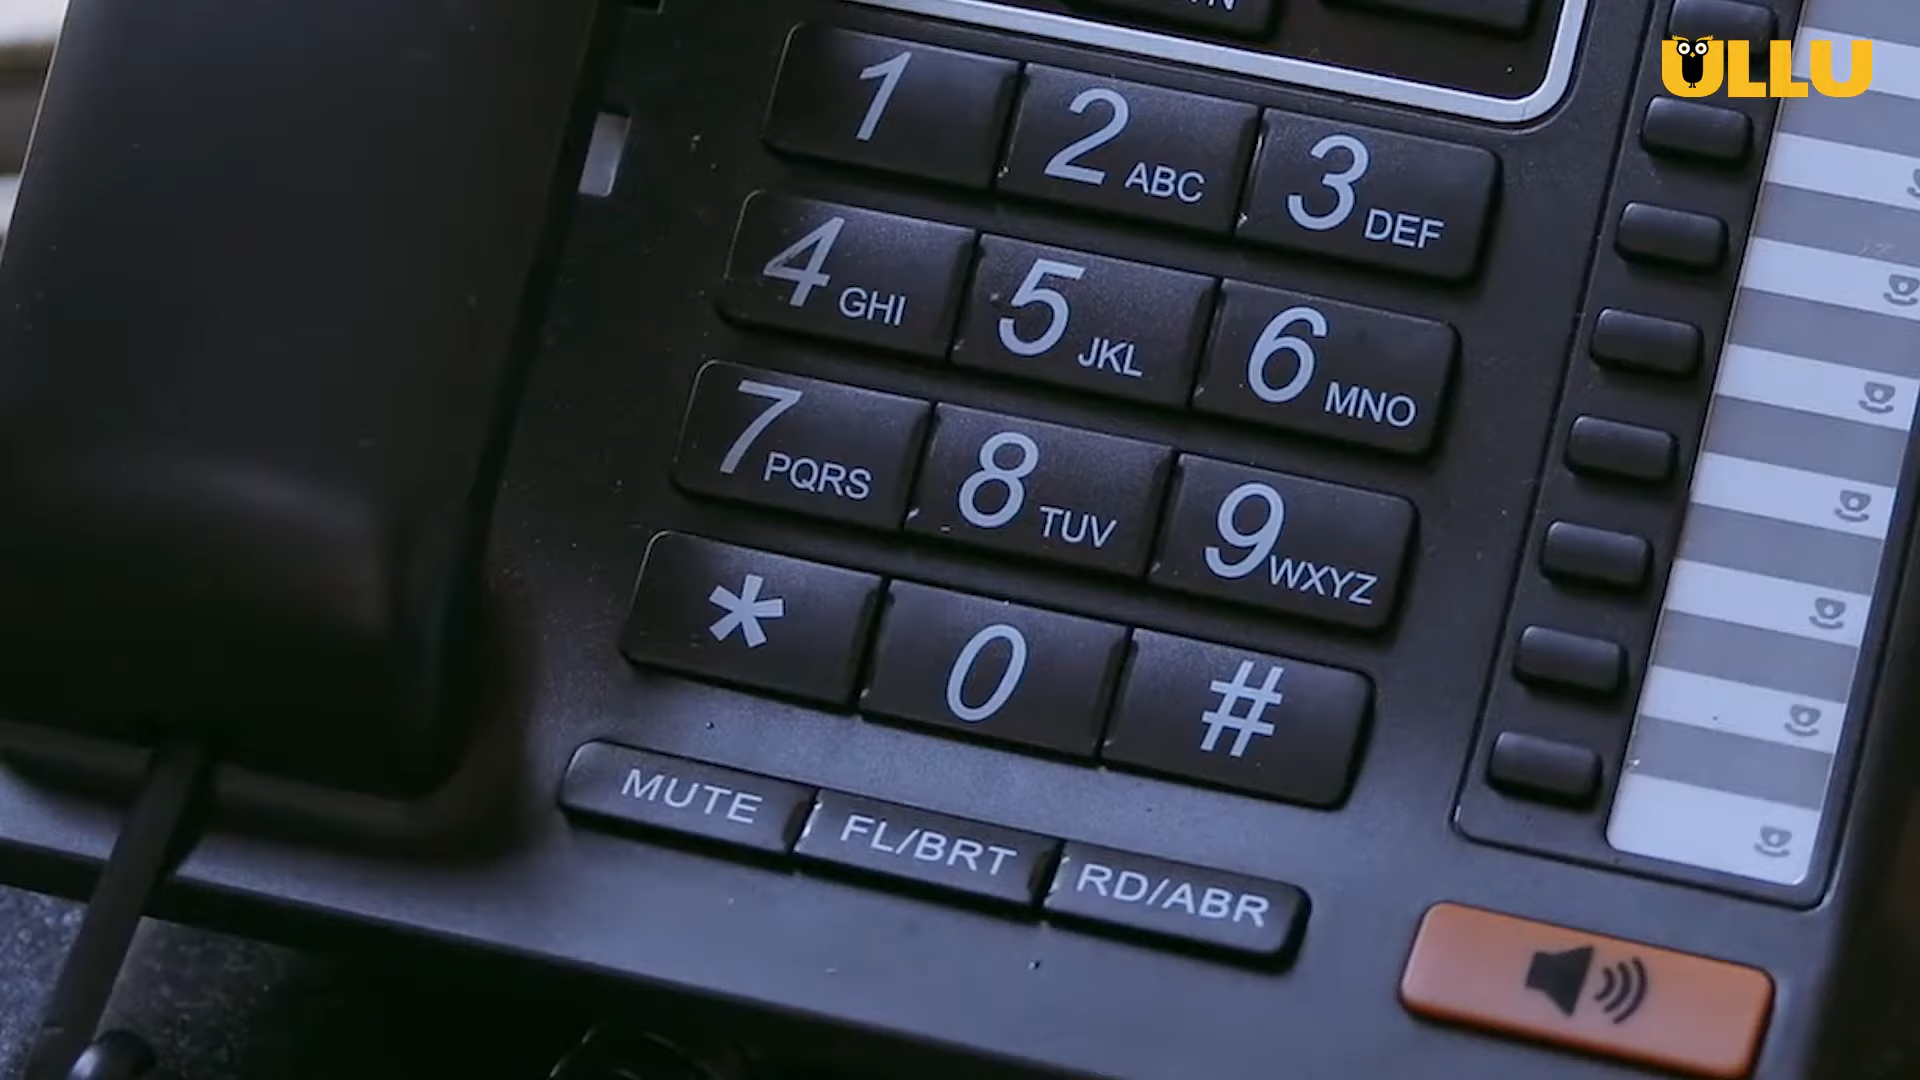 ULLU
1
2 ABC
3 DEF
4 GHI
5 JKL
6 MNO
7 PQRS
8 TUV
9 WXYZ
*
0
#
MUTE
FL/BRT
RD/ABR